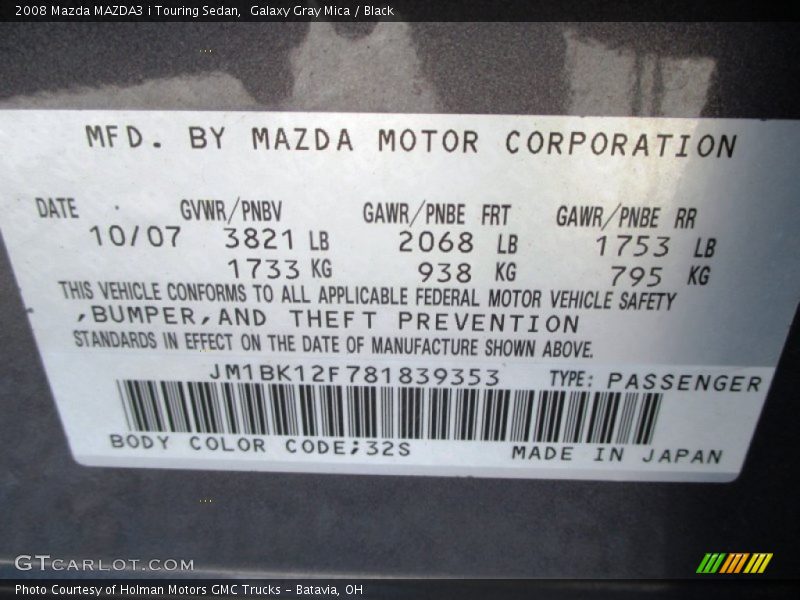 2008 Mazda MAZDA3 i Touring Sedan,  Galaxy Gray Mica / Black
MFD. BY MAZDA MOTOR CORPORATION
DATE GVWR/PNBV GAWR/PNBE FRT GAWR/PNBE RR
10/07 3821 LB 2068 LB 1753 LB
1733 KG 938 KG 795 KG
THIS VEHICLE CONFORMS TO ALL APPLICABLE FEDERAL MOTOR VEHICLE SAFETY
,BUMPER,AND THEFT PREVENTION
STANDARDS IN EFFECT ON THE DATE OF MANUFACTURE SHOWN ABOVE.
JM1BK12F781839353 TYPE: PASSENGER
BODY COLOR CODE;32S MADE IN JAPAN
GTCARLOT.COM
Photo Courtesy of Holman Motors GMC Trucks - Batavia, OH